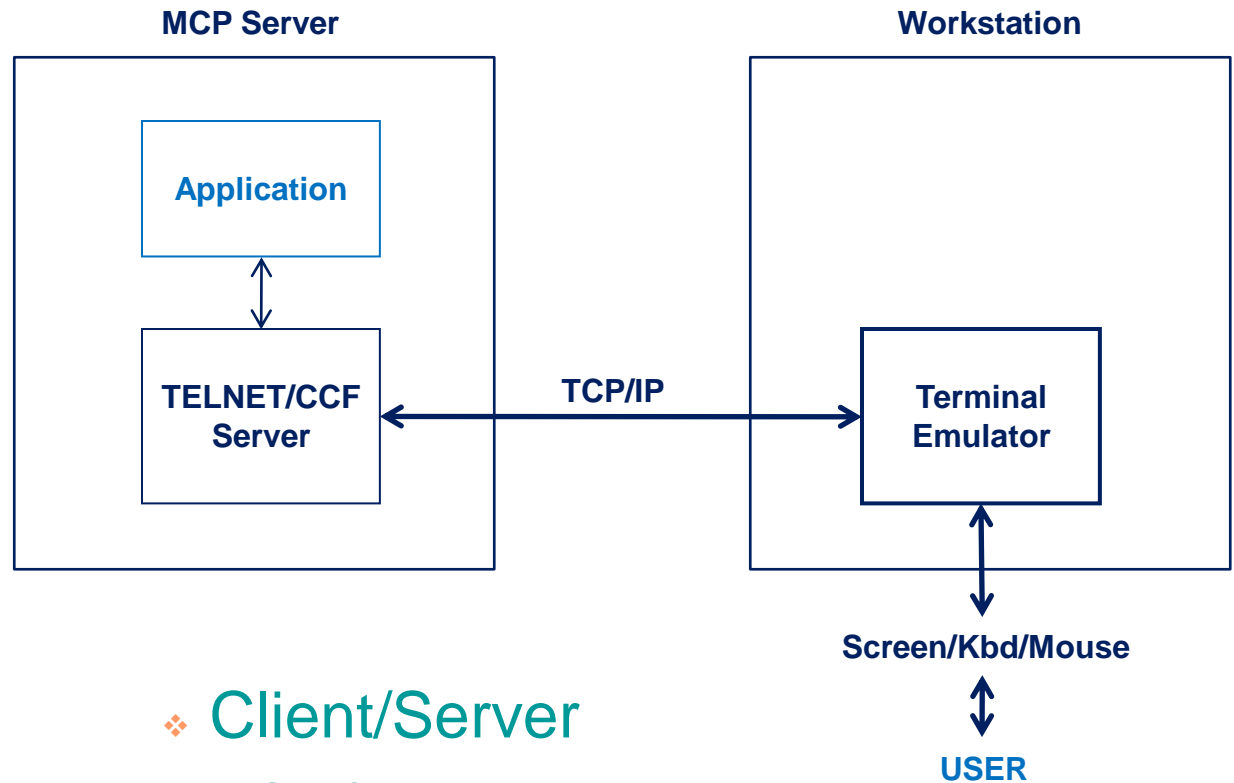 MCP Server
Workstation
Application
TELNET/CCF
Server
TCP/IP
Terminal
Emulator
Screen/Kbd/Mouse
USER
Client/Server